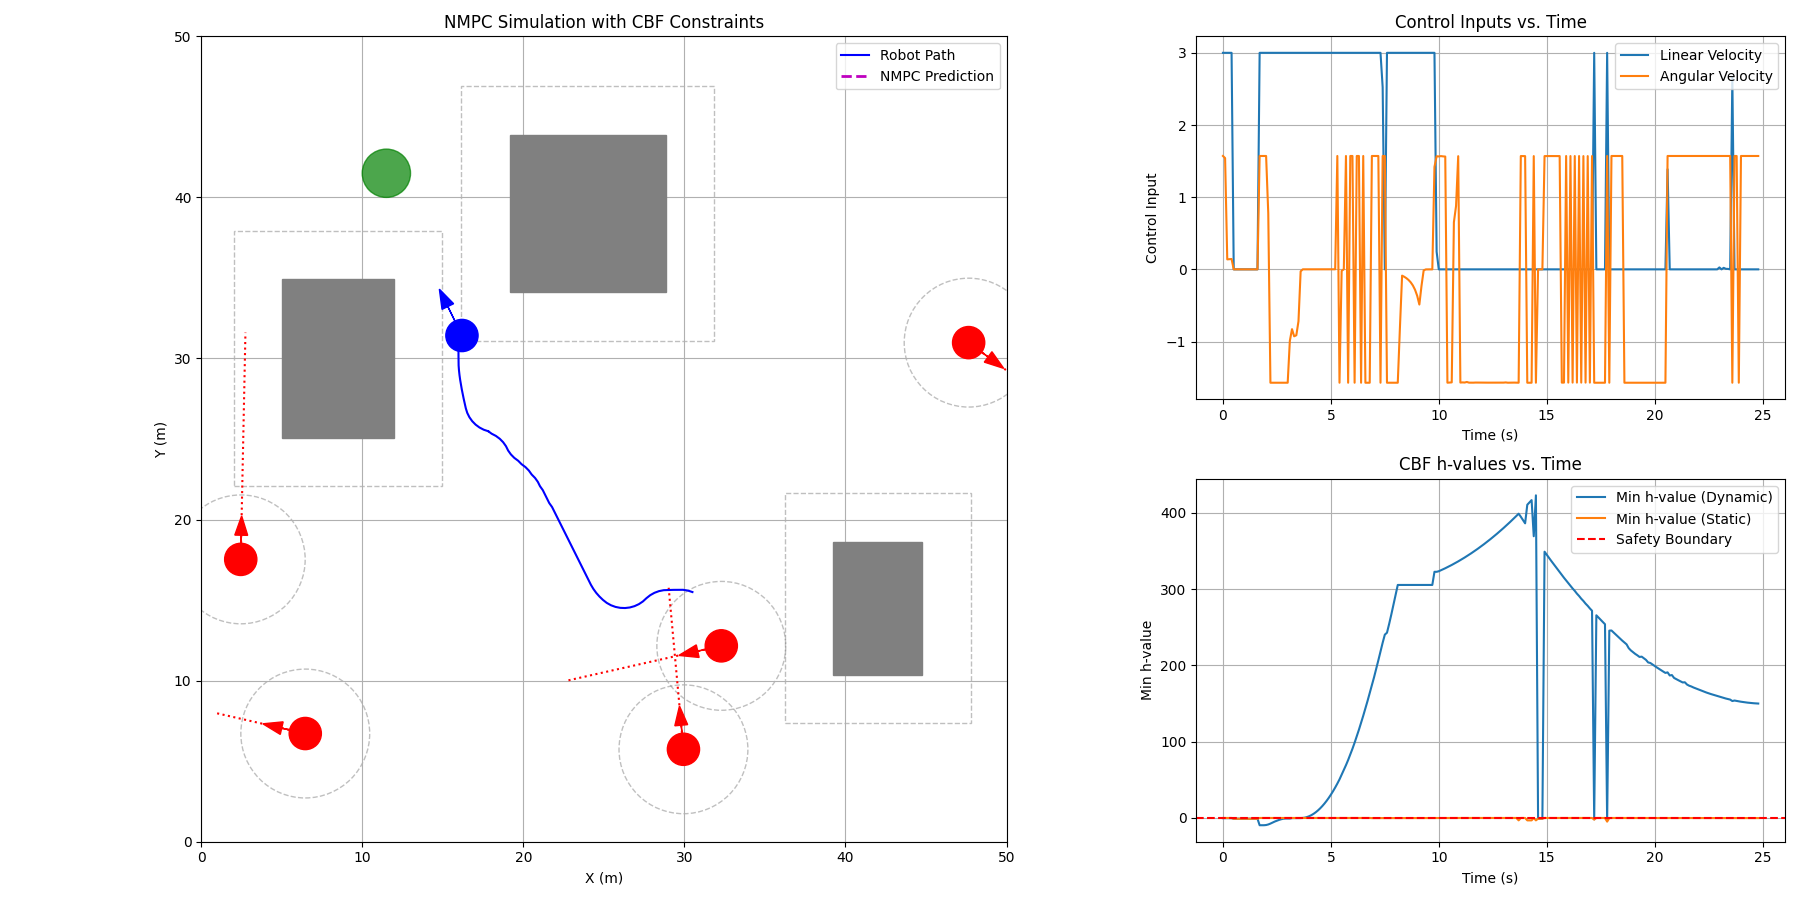 NMPC Simulation with CBF Constraints
Robot Path
NMPC Prediction
50
40
30
20
10
0
Y (m)
0
10
20
30
40
50
X (m)
Control Inputs vs. Time
Linear Velocity
Angular Velocity
3
2
1
0
−1
Control Input
0
5
10
15
20
25
Time (s)
CBF h-values vs. Time
Min h-value (Dynamic)
Min h-value (Static)
Safety Boundary
400
300
200
100
0
Min h-value
0
5
10
15
20
25
Time (s)